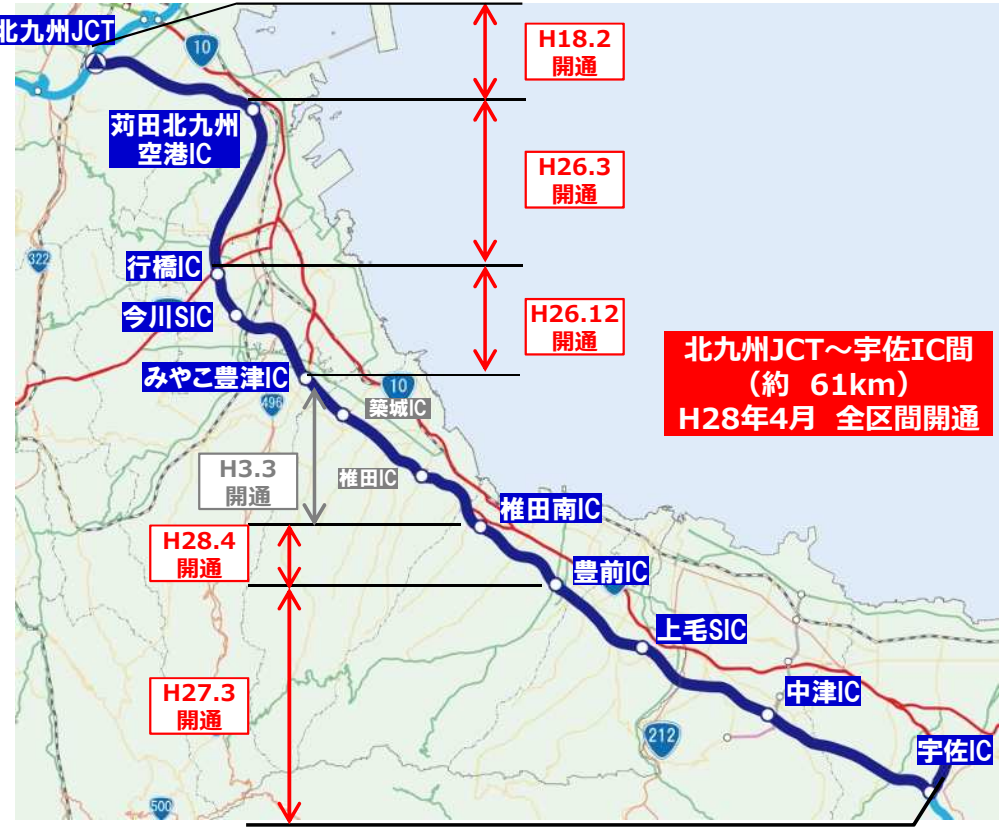 北九州JCT
10
H18.2
開通
苅田北九州
空港IC
H26.3
開通
322
行橋IC
今川SIC
H26.12
開通
北九州JCT～宇佐IC間
（約 61km）
H28年4月 全区間開通
みやこ豊津IC
10
496
築城IC
H3.3
開通
椎田IC
椎田南IC
H28.4
開通
豊前IC
上毛SIC
H27.3
開通
中津IC
212
宇佐IC
500